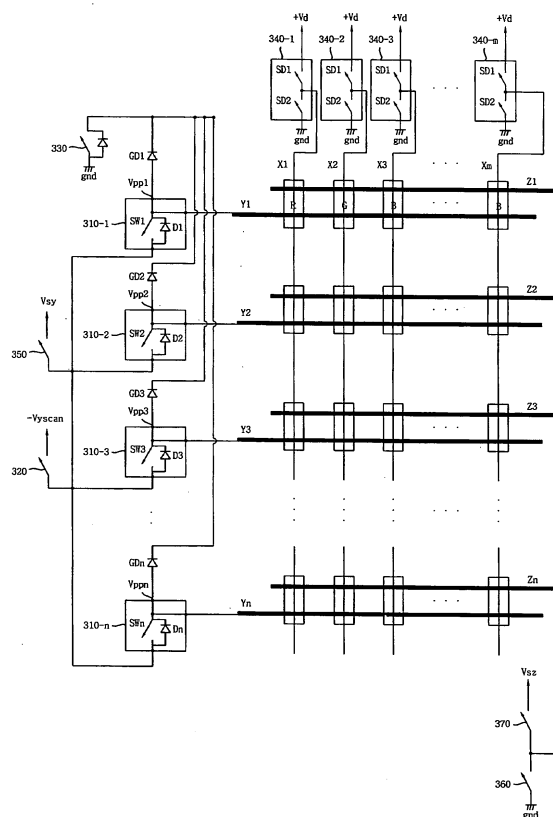 +Vd +Vd +Vd +Vd
340-1 340-2 340-3 340-m
SD1 SD1 SD1 SD1
SD2 SD2 SD2 SD2
gnd gnd gnd gnd
330
gnd
GD1
X1 X2 X3 Xm
Vpp1
Z1
310-1 SW1 D1
Y1
R G B B
GD2
Vsy
Vpp2
Z2
310-2 SW2 D2
Y2
350
GD3
-Vyscan
Vpp3
Z3
310-3 SW3 D3
Y3
320
GDn
Vppn
Zn
310-n SWn Dn
Yn
Vsz
370
360
gnd